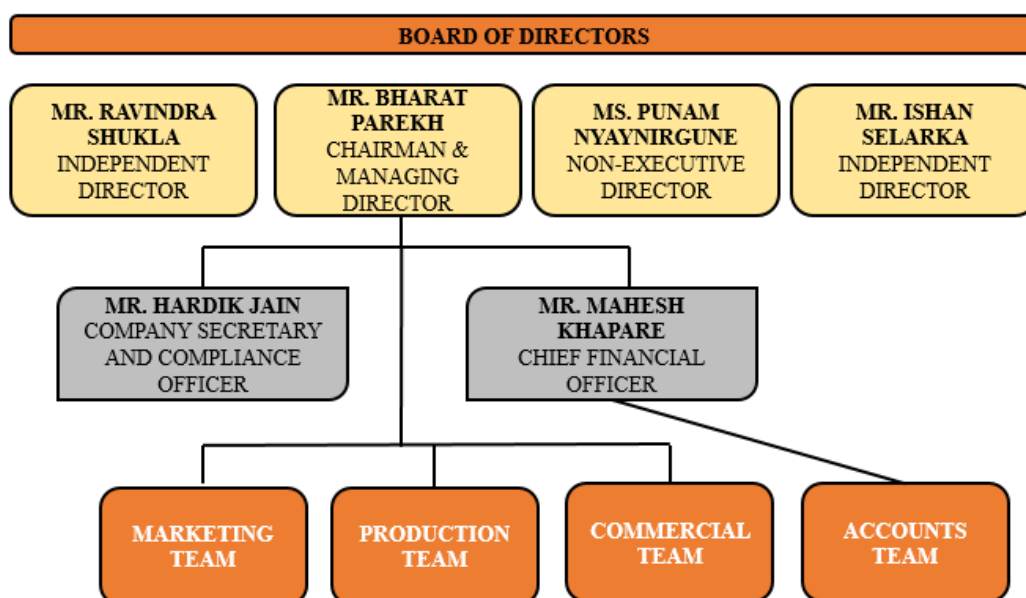 BOARD OF DIRECTORS
MR. RAVINDRA
SHUKLA
INDEPENDENT
DIRECTOR
MR. BHARAT
PAREKH
CHAIRMAN &
MANAGING
DIRECTOR
MS. PUNAM
NYAYNIRGUNE
NON-EXECUTIVE
DIRECTOR
MR. ISHAN
SELARKA
INDEPENDENT
DIRECTOR
MR. HARDIK JAIN
COMPANY SECRETARY
AND COMPLIANCE
OFFICER
MR. MAHESH
KHAPARE
CHIEF FINANCIAL
OFFICER
MARKETING
TEAM
PRODUCTION
TEAM
COMMERCIAL
TEAM
ACCOUNTS
TEAM